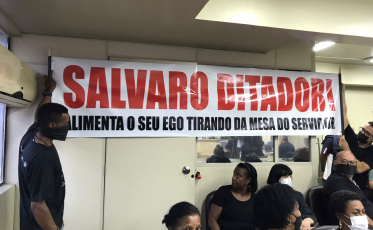 SALVARO DITADOR!
ALIMENTA O SEU EGO TIRANDO DA MESA DO SERVIDOR